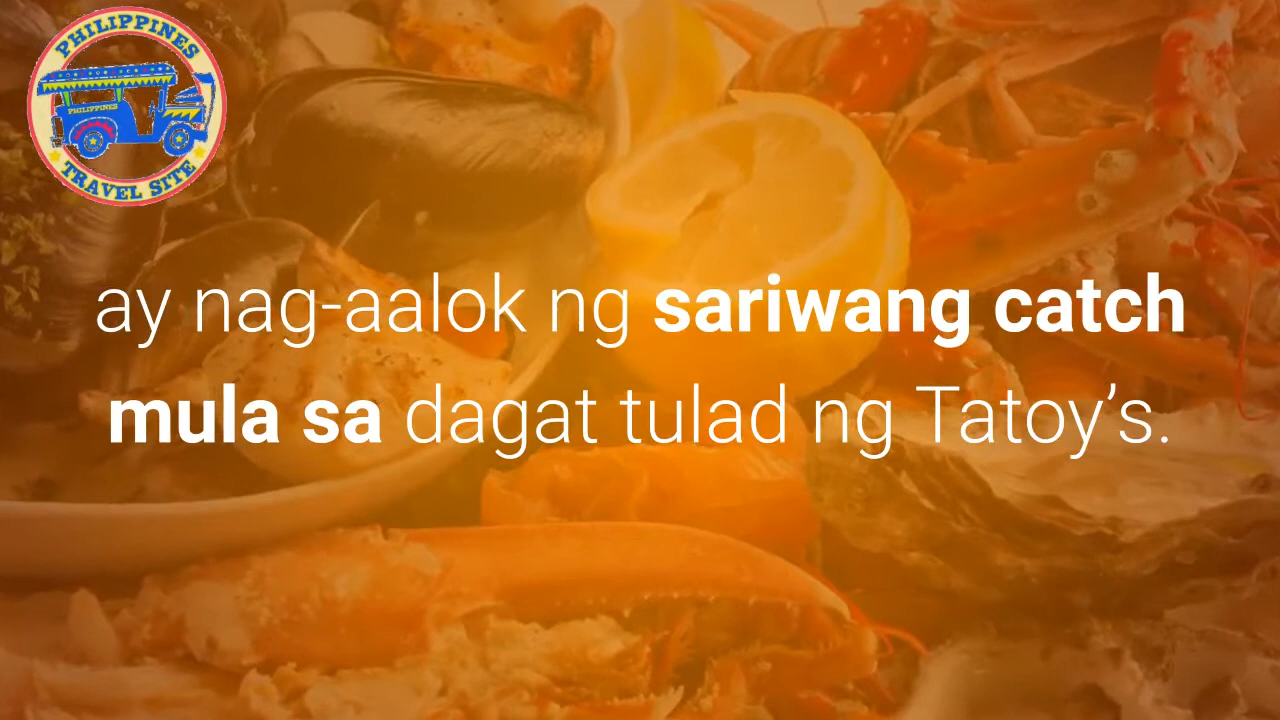 PHILIPPINES
PHILIPPINES
TRAVEL SITE
ay nag-aalok ng sariwang catch
mula sa dagat tulad ng Tatoy’s.